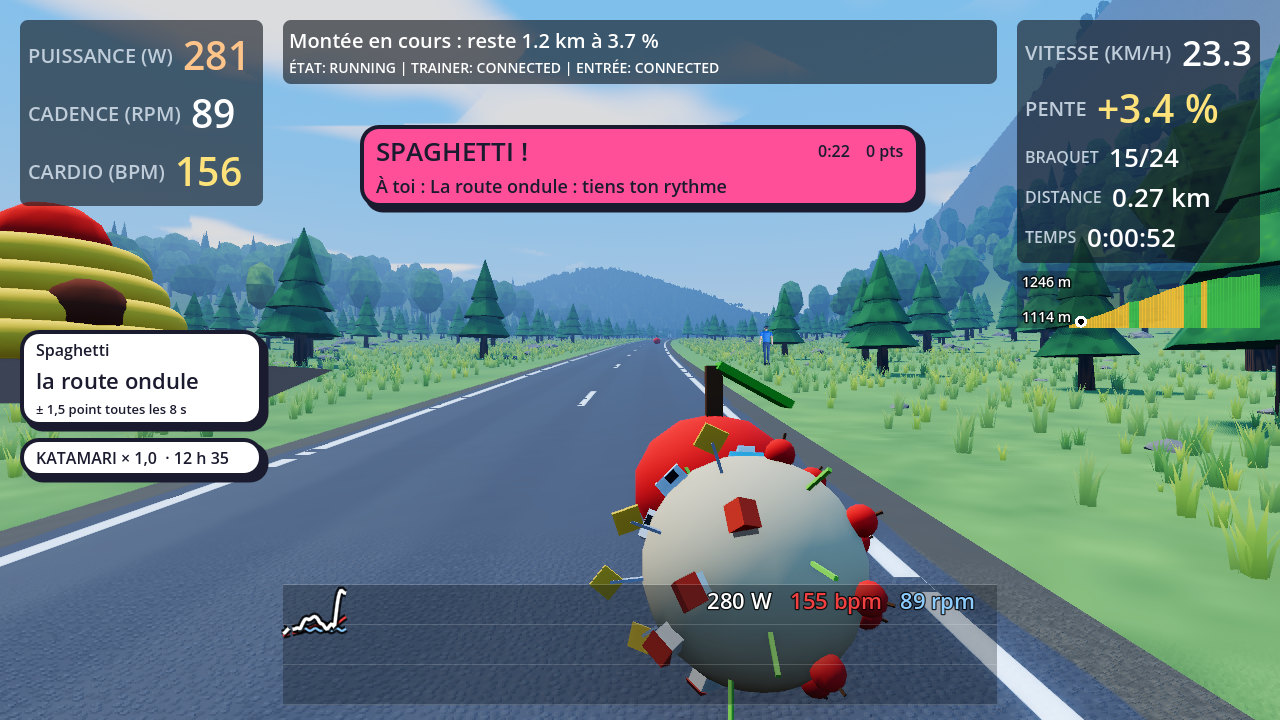 PUISSANCE (W) 281
CADENCE (RPM) 89
CARDIO (BPM) 156
Montée en cours : reste 1.2 km à 3.7 %
ÉTAT: RUNNING | TRAINER: CONNECTED | ENTRÉE: CONNECTED
SPAGHETTI ! 0:22 0 pts
À toi : La route ondule : tiens ton rythme
VITESSE (KM/H) 23.3
PENTE +3.4 %
BRAQUET 15/24
DISTANCE 0.27 km
TEMPS 0:00:52
1246 m
1114 m
Spaghetti
la route ondule
± 1,5 point toutes les 8 s
KATAMARI × 1,0 · 12 h 35
280 W 155 bpm 89 rpm